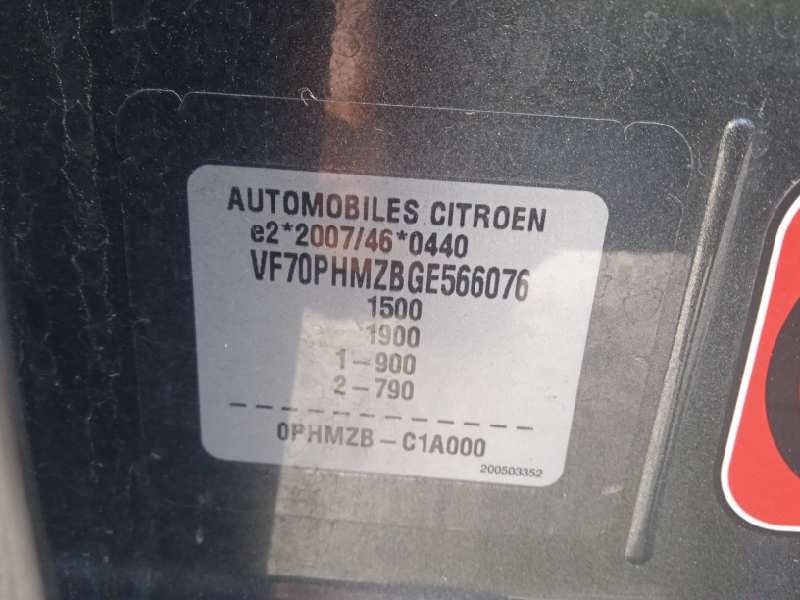 AUTOMOBILES CITROEN
e2*2007/46*0440
VF70PHMZBGE566076
1500
1900
1-900
2-790
0PHMZB-C1A000
200503352